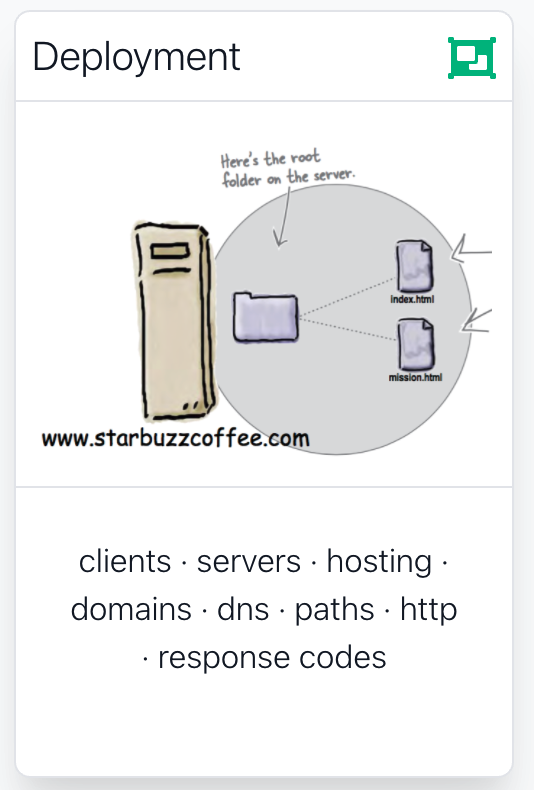 Deployment
Here's the root
folder on the server.
index.html
mission.html
www.starbuzzcoffee.com
clients · servers · hosting ·
domains · dns · paths · http
· response codes